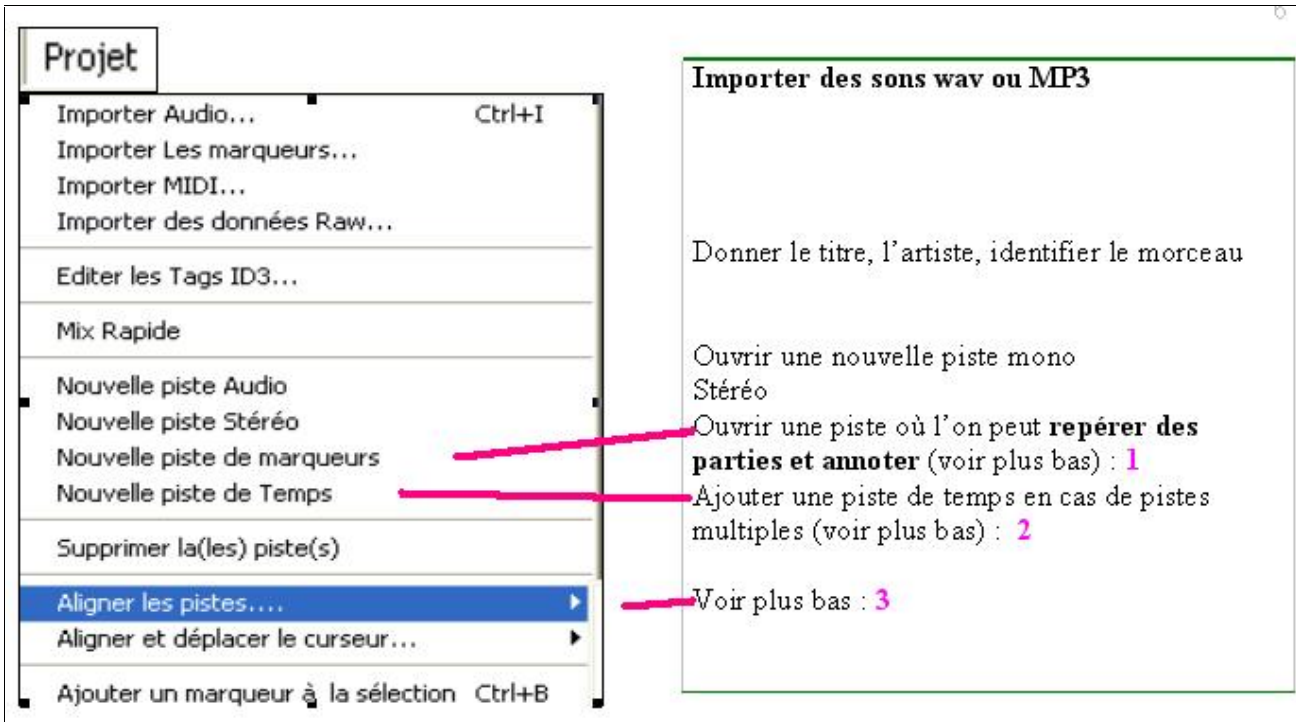 6
Projet
Importer Audio... Ctrl+I
Importer Les marqueurs...
Importer MIDI...
Importer des données Raw...
Editer les Tags ID3...
Mix Rapide
Nouvelle piste Audio
Nouvelle piste Stéréo
Nouvelle piste de marqueurs
Nouvelle piste de Temps
Supprimer la(les) piste(s)
Aligner les pistes....
Aligner et déplacer le curseur...
Ajouter un marqueur à la sélection Ctrl+B
Importer des sons wav ou MP3
Donner le titre, l’artiste, identifier le morceau
Ouvrir une nouvelle piste mono
Stéréo
Ouvrir une piste où l’on peut repérer des
parties et annoter (voir plus bas) : 1
Ajouter une piste de temps en cas de pistes
multiples (voir plus bas) : 2
Voir plus bas : 3